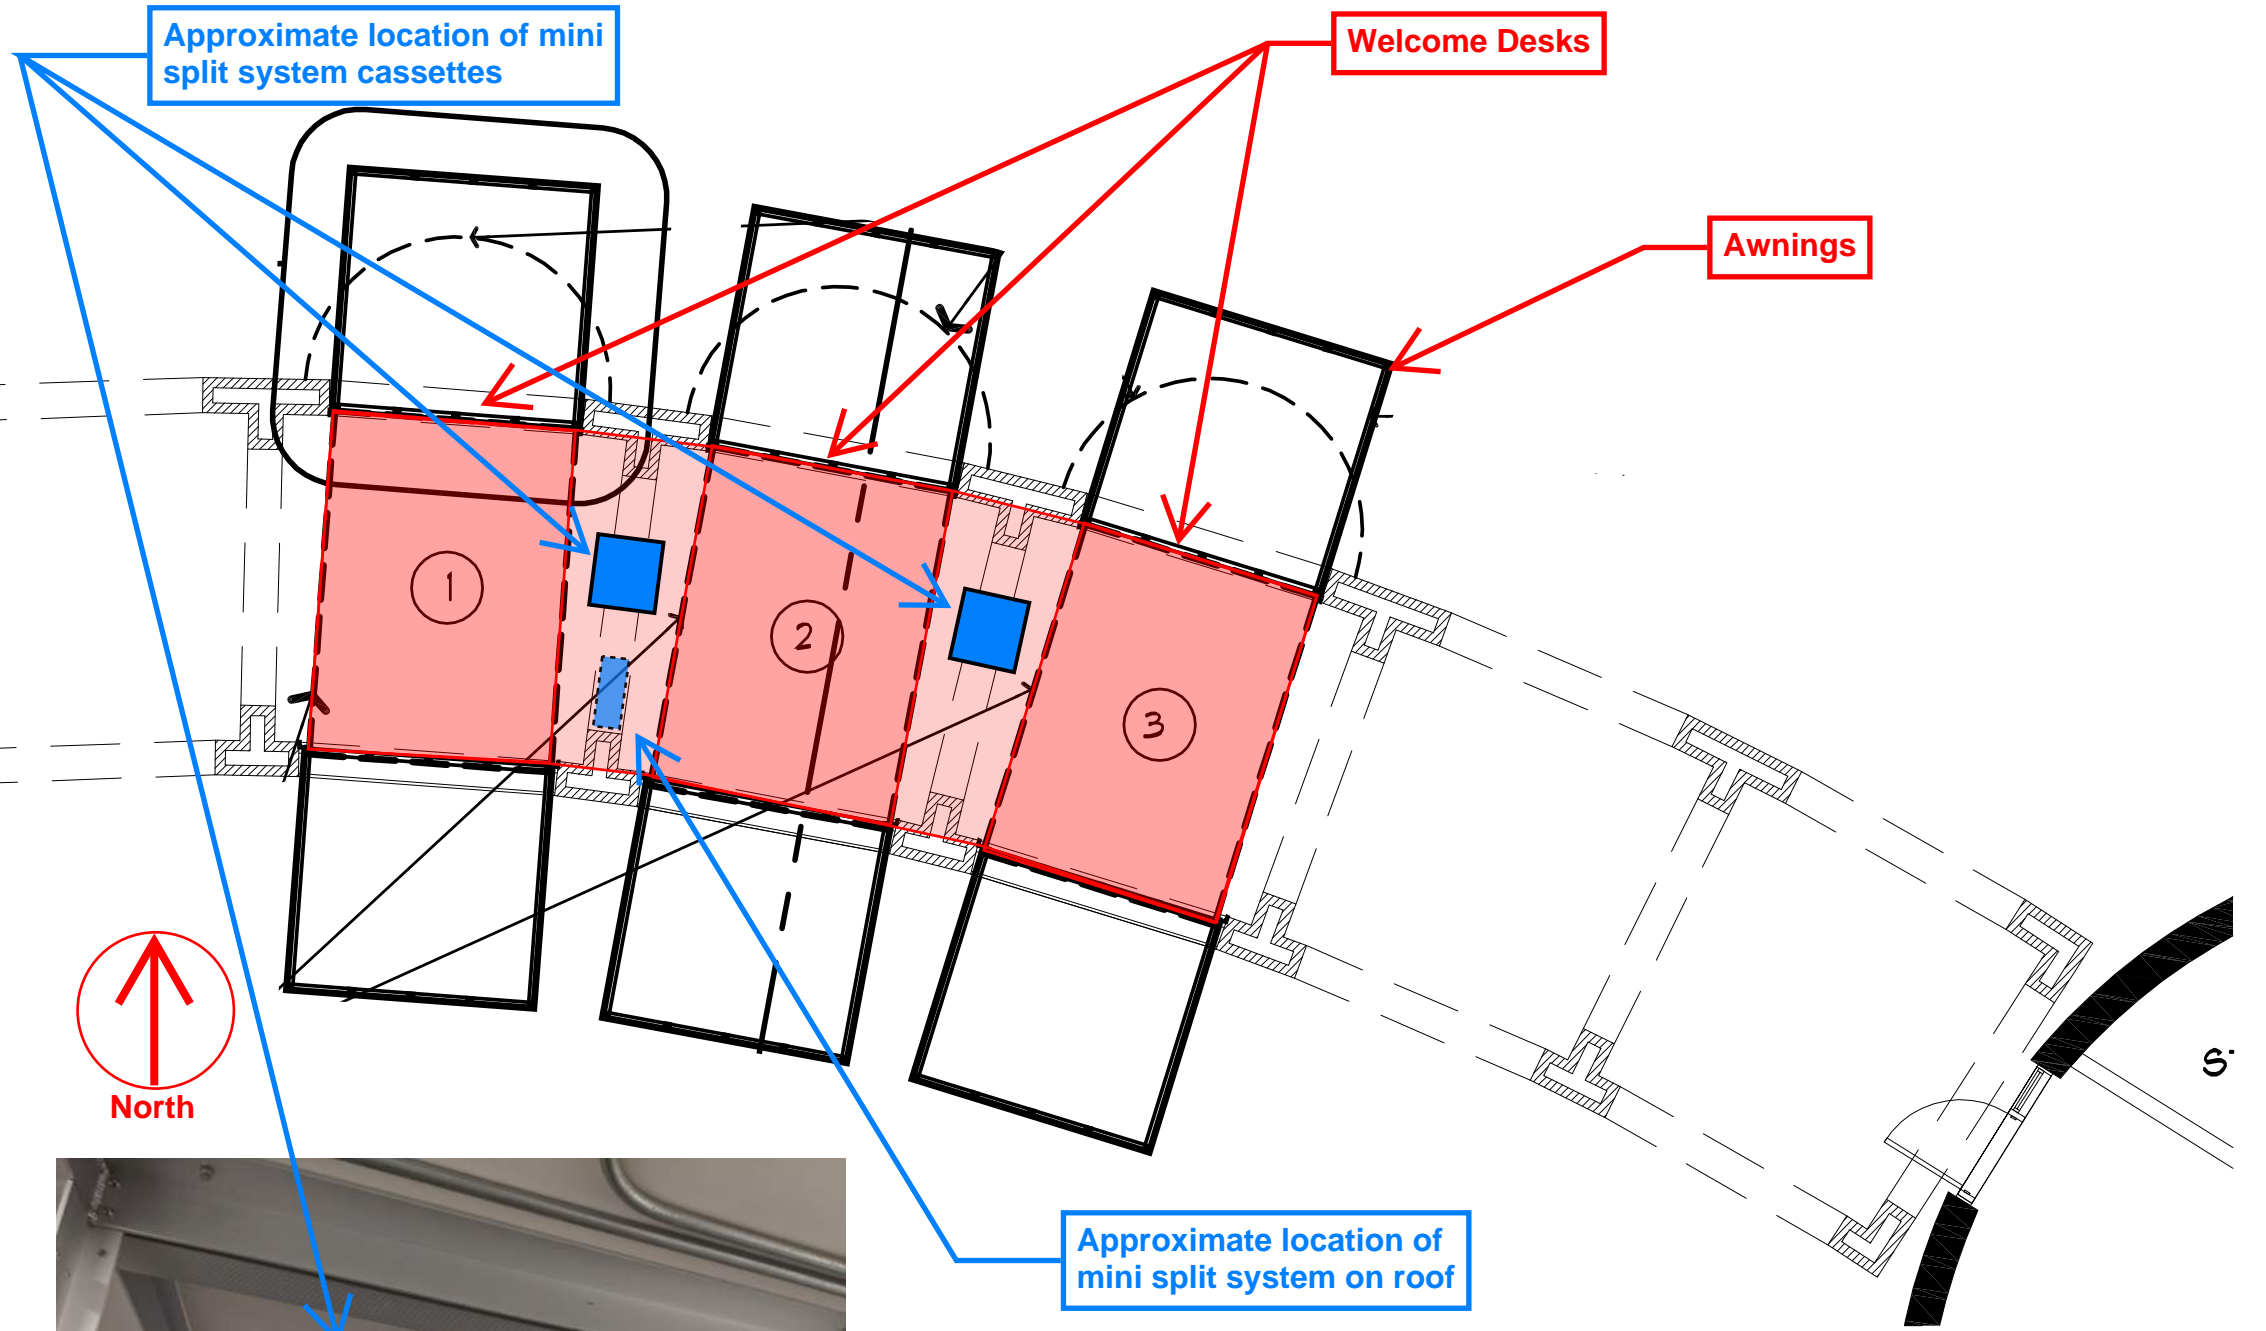 Approximate location of mini
split system cassettes
Welcome Desks
Awnings
1
2
3
North
Approximate location of
mini split system on roof